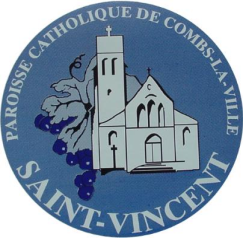 PAROISSE CATHOLIQUE DE COMBS-LA-VILLE
SAINT-VINCENT